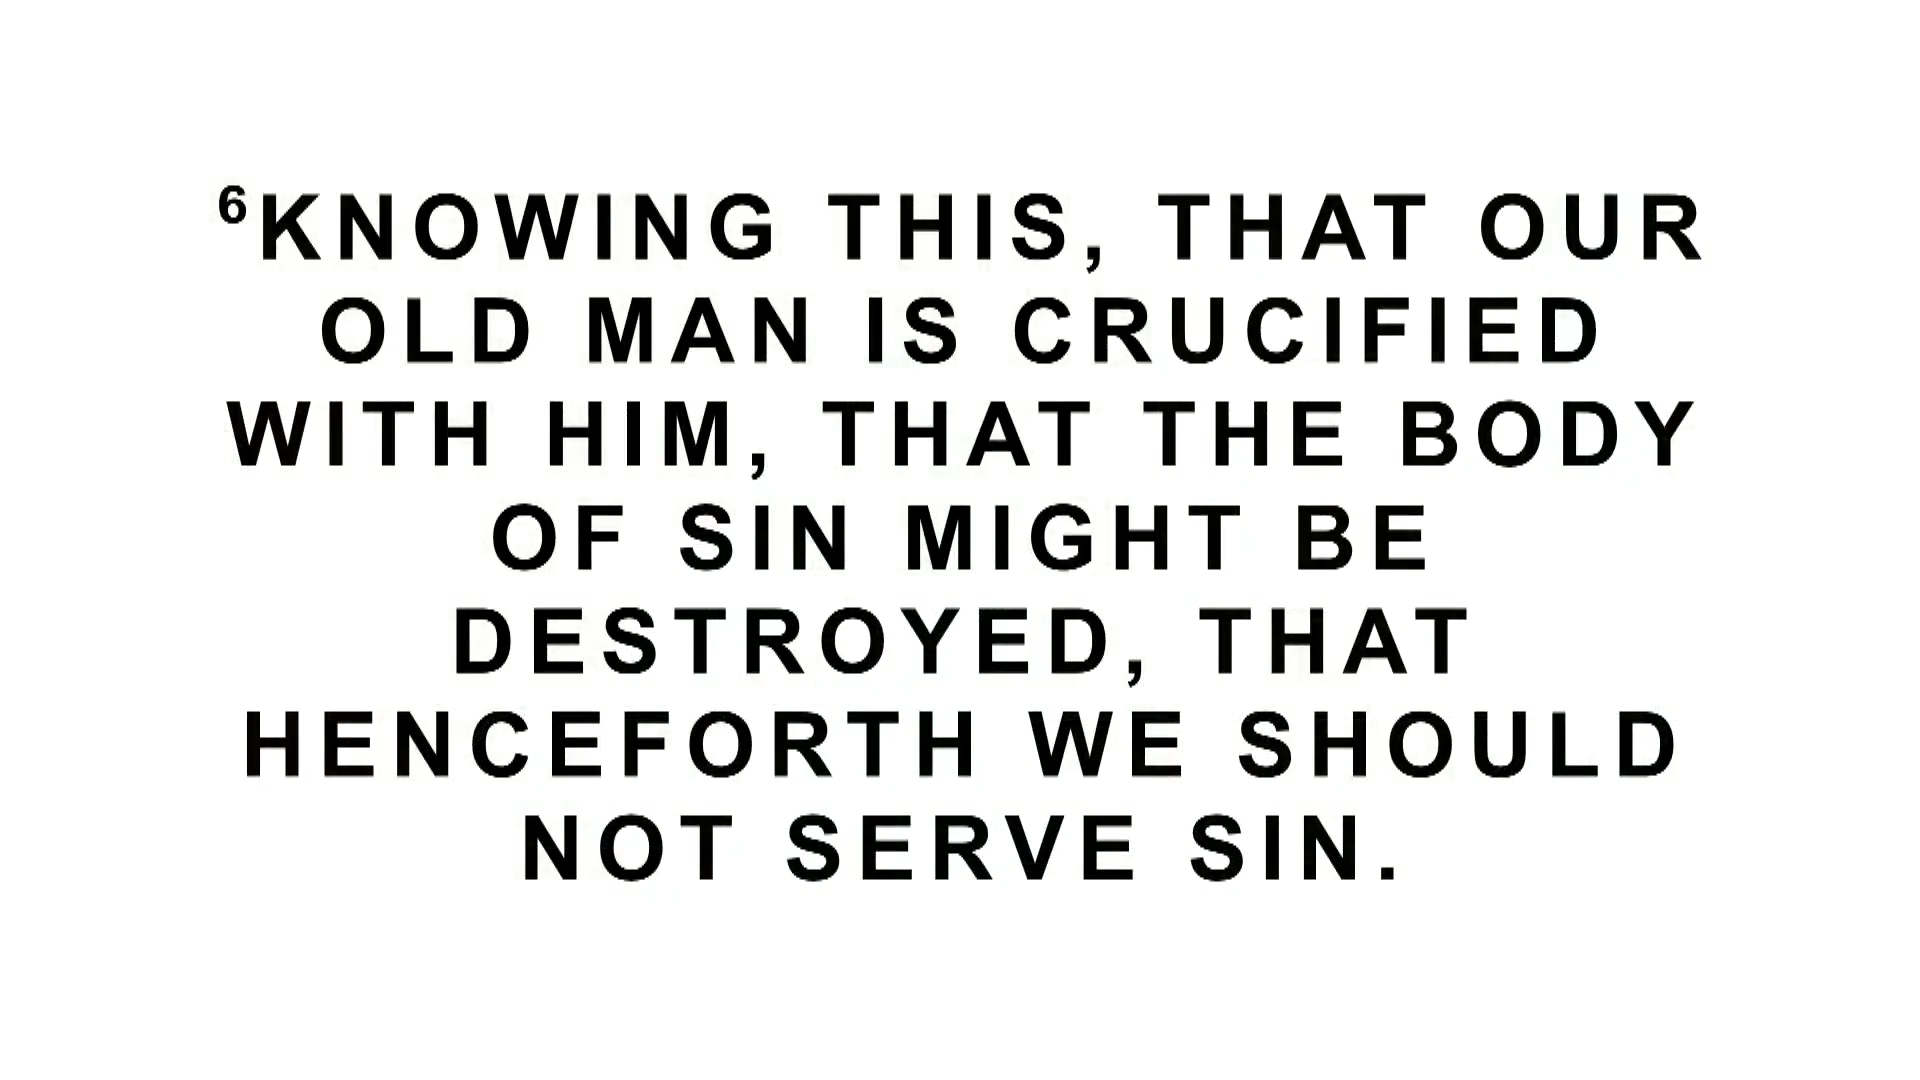 ⁶KNOWING THIS, THAT OUR
OLD MAN IS CRUCIFIED
WITH HIM, THAT THE BODY
OF SIN MIGHT BE
DESTROYED, THAT
HENCEFORTH WE SHOULD
NOT SERVE SIN.